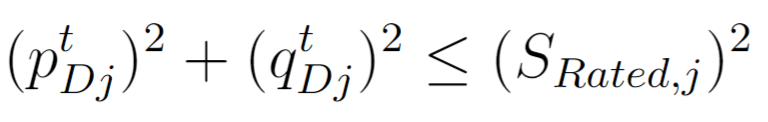 (p_{Dj}^t)^2 + (q_{Dj}^t)^2 ≤ (S_{Rated,j})^2